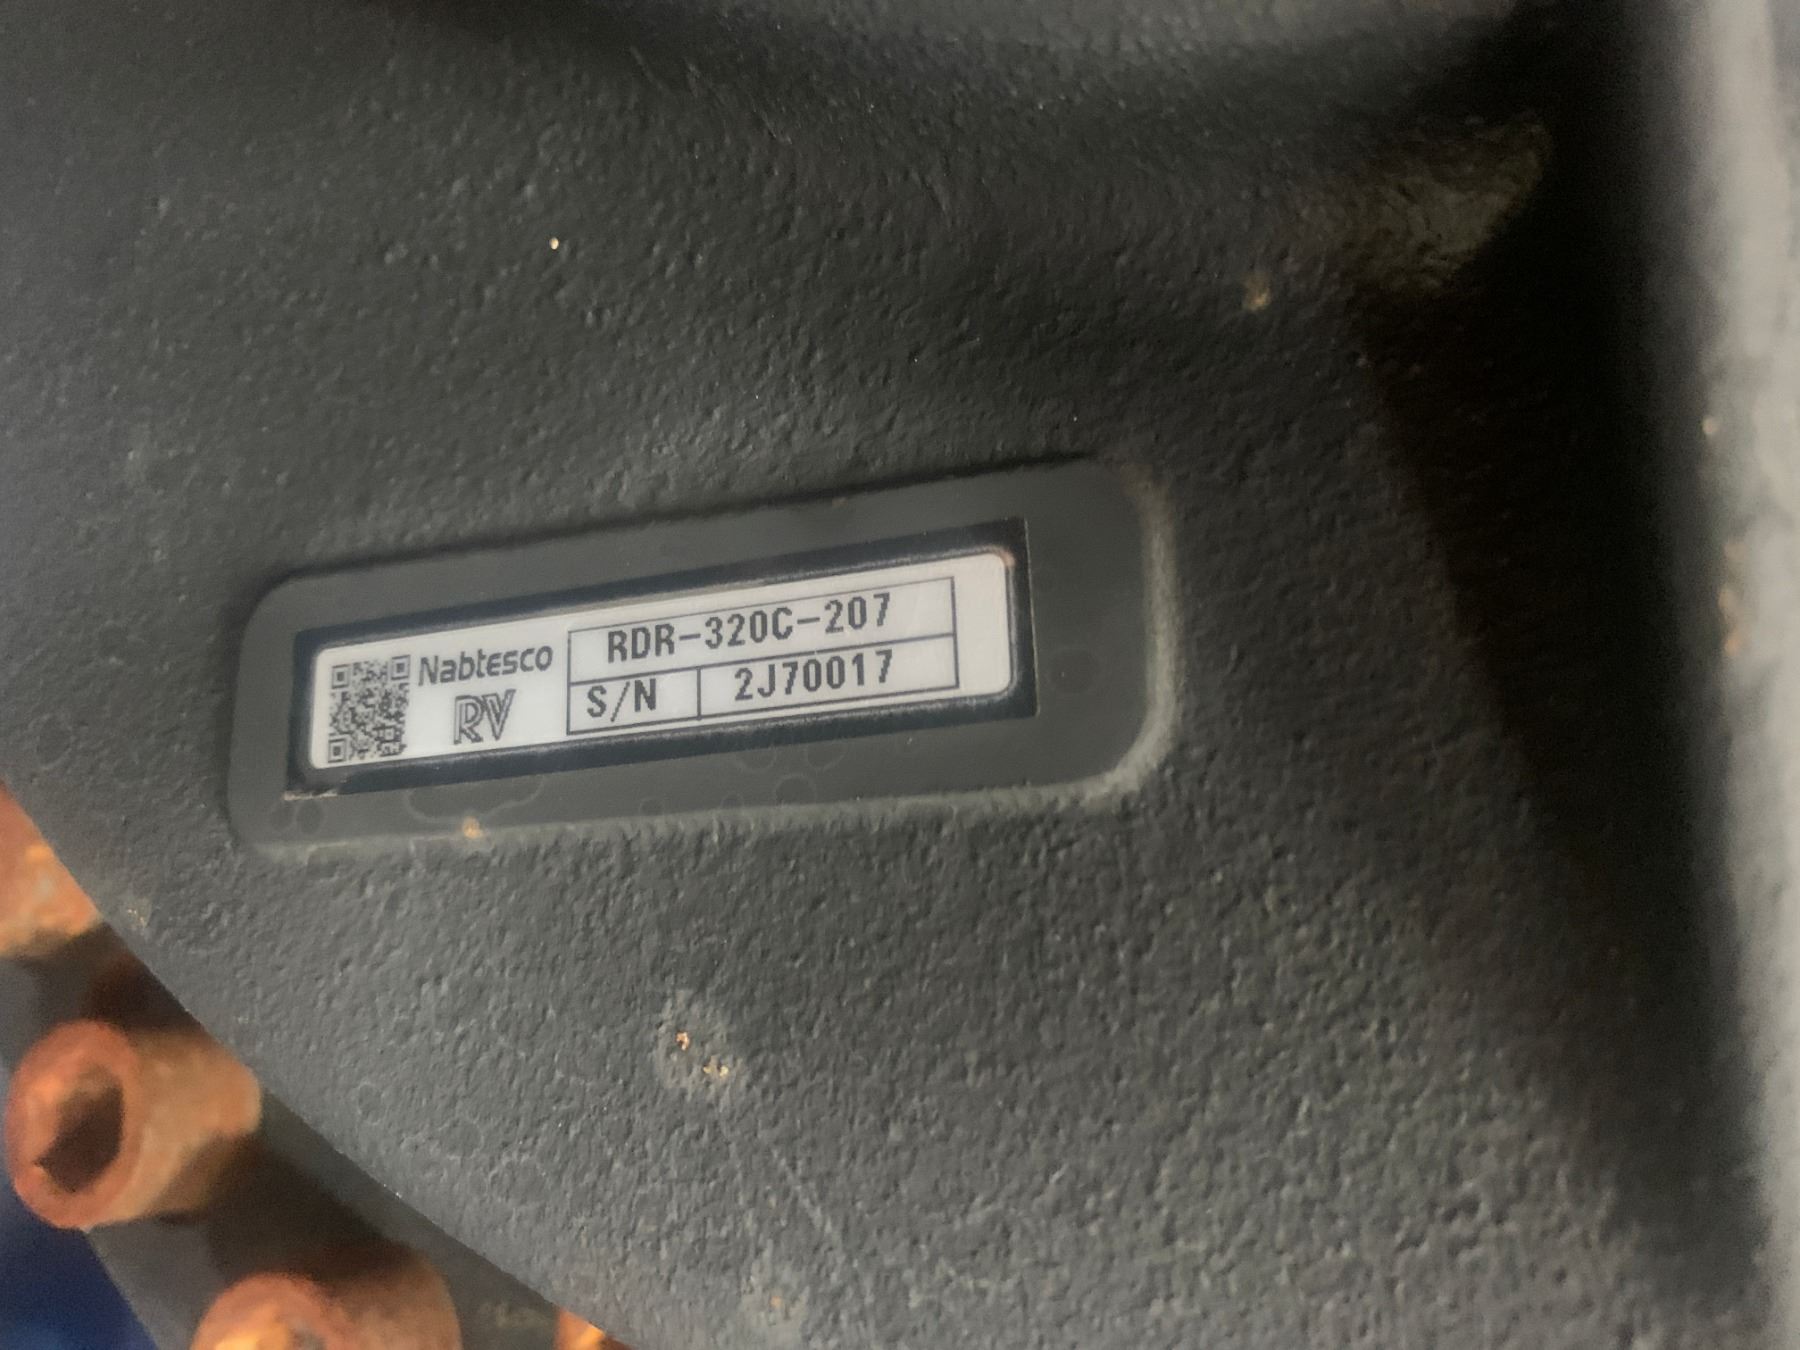 Nabtesco
RV
RDR-320C-207
S/N 2J70017